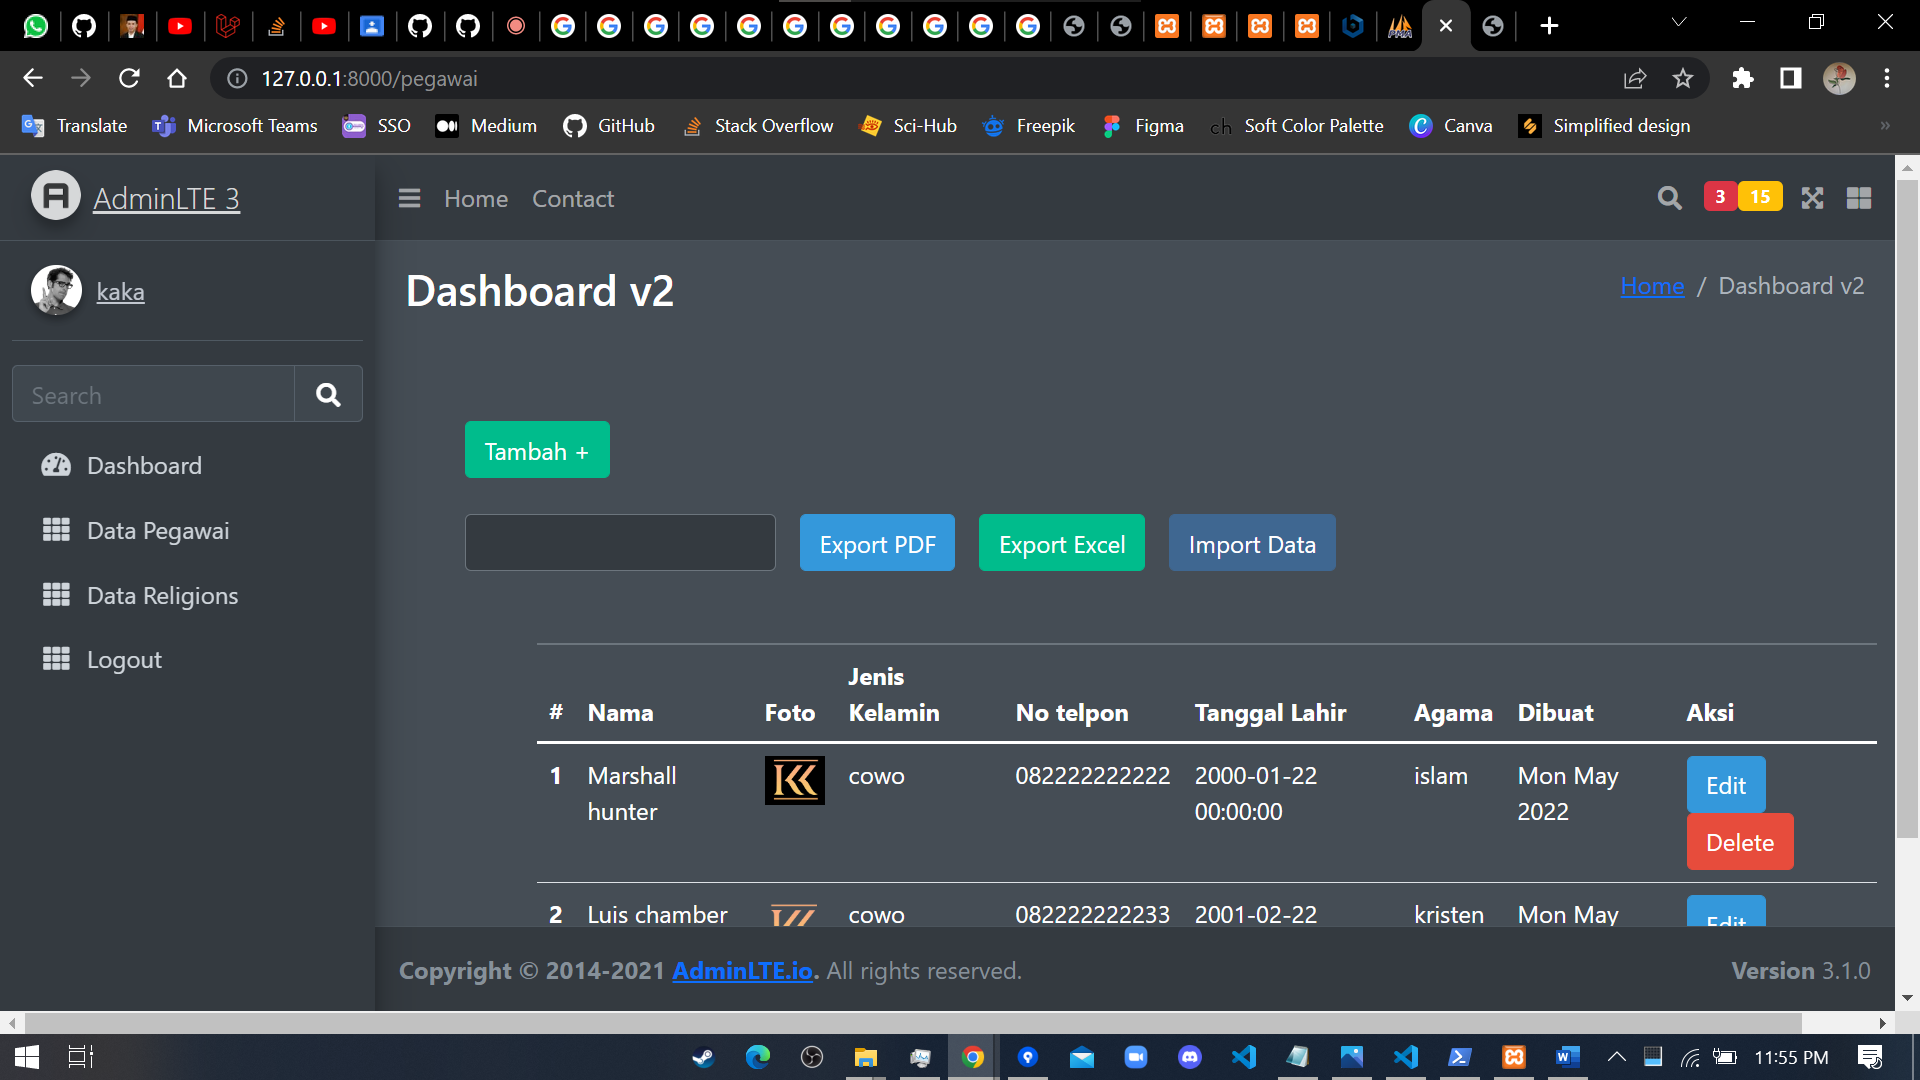 127.0.0.1:8000/pegawai
Translate Microsoft Teams SSO Medium GitHub Stack Overflow Sci-Hub Freepik Figma Soft Color Palette Canva Simplified design
AdminLTE 3 Home Contact 3 15
kaka
Dashboard v2 Home / Dashboard v2
Search
Dashboard
Data Pegawai
Data Religions
Logout
Tambah +
Export PDF Export Excel Import Data
# Nama Foto Jenis Kelamin No telpon Tanggal Lahir Agama Dibuat Aksi
1 Marshall hunter cowo 082222222222 2000-01-22 00:00:00 islam Mon May 2022 Edit
Delete
2 Luis chamber cowo 082222222233 2001-02-22 kristen Mon May Edit
Copyright © 2014-2021 AdminLTE.io. All rights reserved. Version 3.1.0
11:55 PM